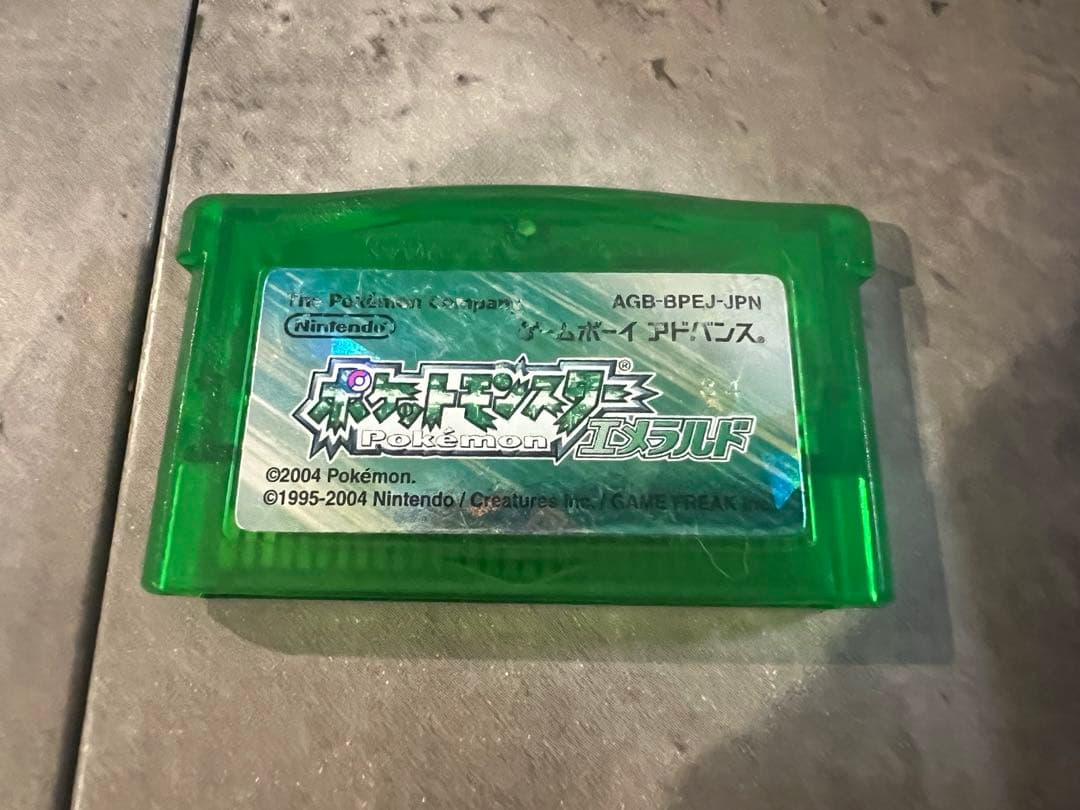 The Pokémon Company
AGB-BPEJ-JPN
Nintendo
ゲームボーイ アドバンス®
ポケットモンスター®
Pokémon
エメラルド
©2004 Pokémon.
©1995-2004 Nintendo / Creatures Inc. / GAME FREAK inc.